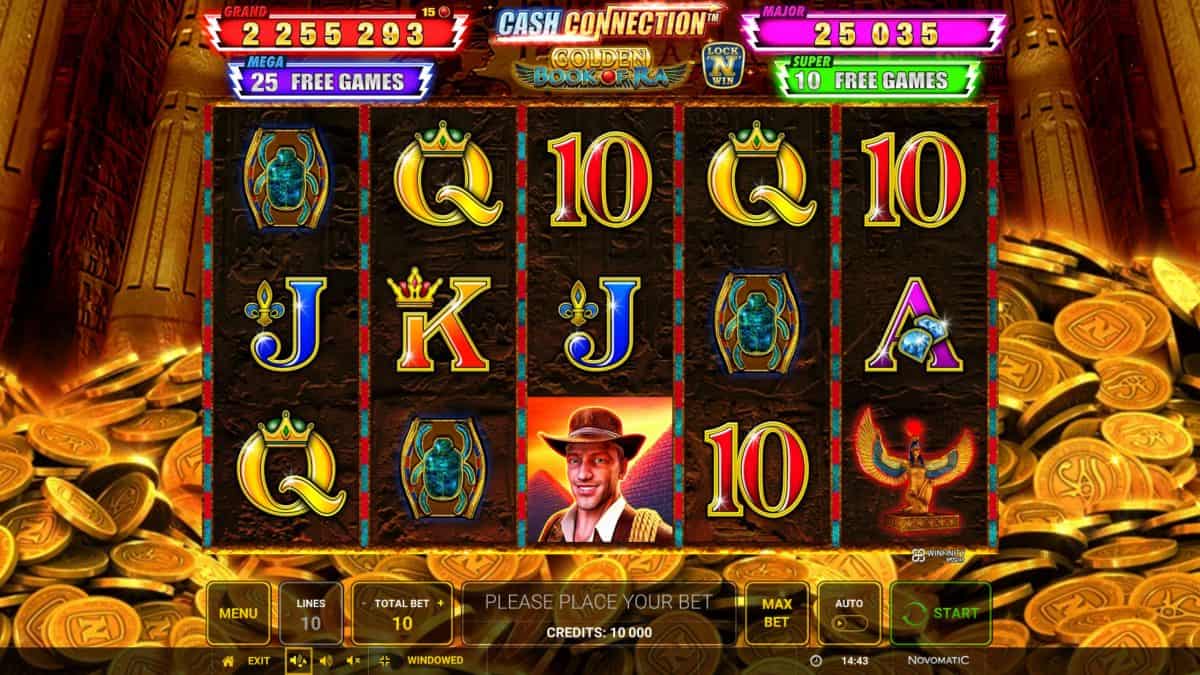 GRAND
15
2 255 293
CASH CONNECTION™
MAJOR
25 035
MEGA
25 FREE GAMES
GOLDEN
BOOK OF RA
LOCK
N
WIN
SUPER
10 FREE GAMES
Q 10 Q 10
J K J A
Q 10
WINFINITY
MENU
LINES
10
- TOTAL BET +
10
PLEASE PLACE YOUR BET
CREDITS: 10 000
MAX
BET
AUTO
START
EXIT
WINDOWED
14:43
NOVOMATIC